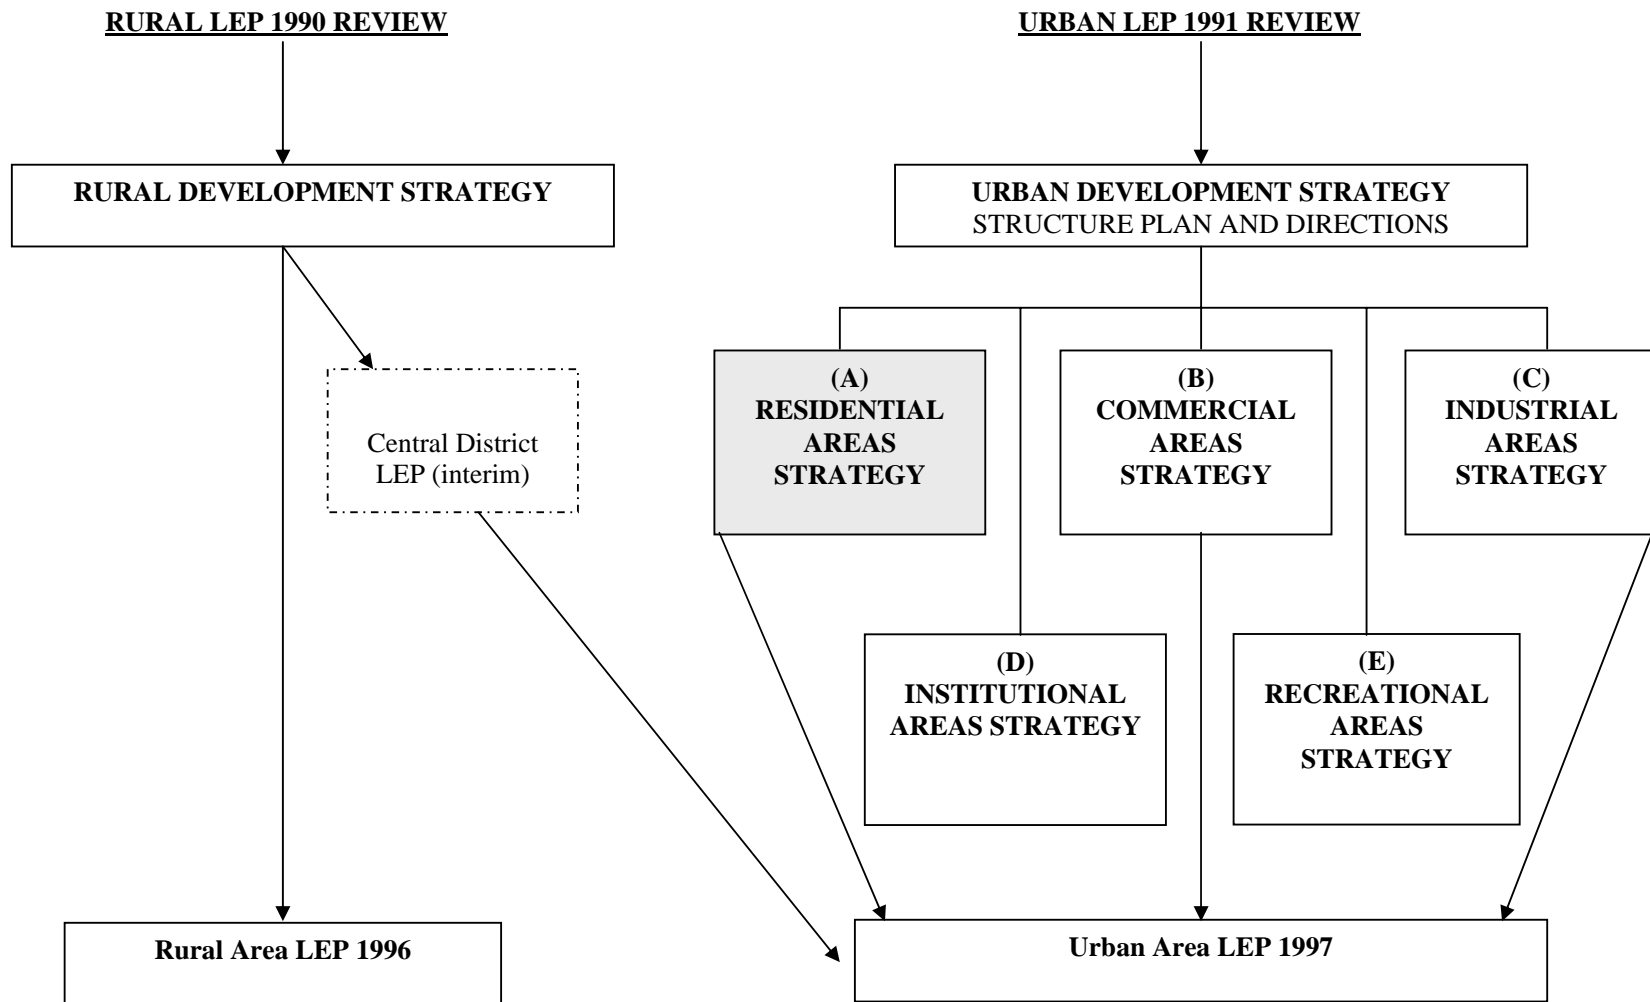 RURAL LEP 1990 REVIEW
URBAN LEP 1991 REVIEW
RURAL DEVELOPMENT STRATEGY
URBAN DEVELOPMENT STRATEGY
STRUCTURE PLAN AND DIRECTIONS
Central District
LEP (interim)
(A)
RESIDENTIAL
AREAS
STRATEGY
(B)
COMMERCIAL
AREAS
STRATEGY
(C)
INDUSTRIAL
AREAS
STRATEGY
(D)
INSTITUTIONAL
AREAS STRATEGY
(E)
RECREATIONAL
AREAS
STRATEGY
Rural Area LEP 1996
Urban Area LEP 1997